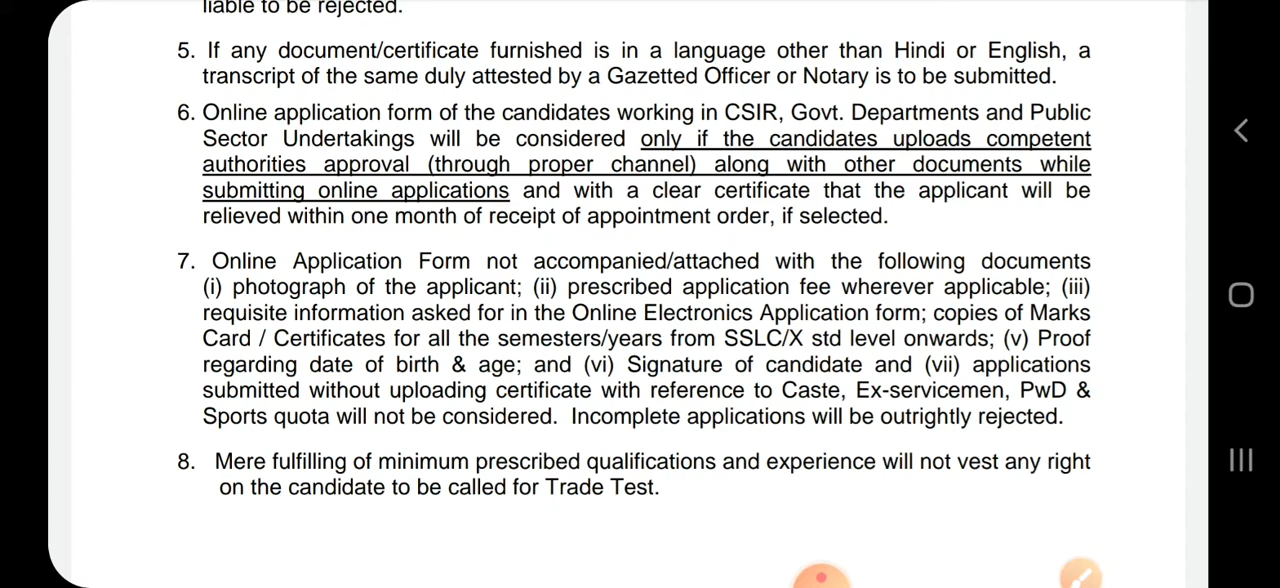 liable to be rejected.
5. If any document/certificate furnished is in a language other than Hindi or English, a
transcript of the same duly attested by a Gazetted Officer or Notary is to be submitted.
6. Online application form of the candidates working in CSIR, Govt. Departments and Public
Sector Undertakings will be considered only if the candidates uploads competent
authorities approval (through proper channel) along with other documents while
submitting online applications and with a clear certificate that the applicant will be
relieved within one month of receipt of appointment order, if selected.
7. Online Application Form not accompanied/attached with the following documents
(i) photograph of the applicant; (ii) prescribed application fee wherever applicable; (iii)
requisite information asked for in the Online Electronics Application form; copies of Marks
Card / Certificates for all the semesters/years from SSLC/X std level onwards; (v) Proof
regarding date of birth & age; and (vi) Signature of candidate and (vii) applications
submitted without uploading certificate with reference to Caste, Ex-servicemen, PwD &
Sports quota will not be considered. Incomplete applications will be outrightly rejected.
8. Mere fulfilling of minimum prescribed qualifications and experience will not vest any right
on the candidate to be called for Trade Test.